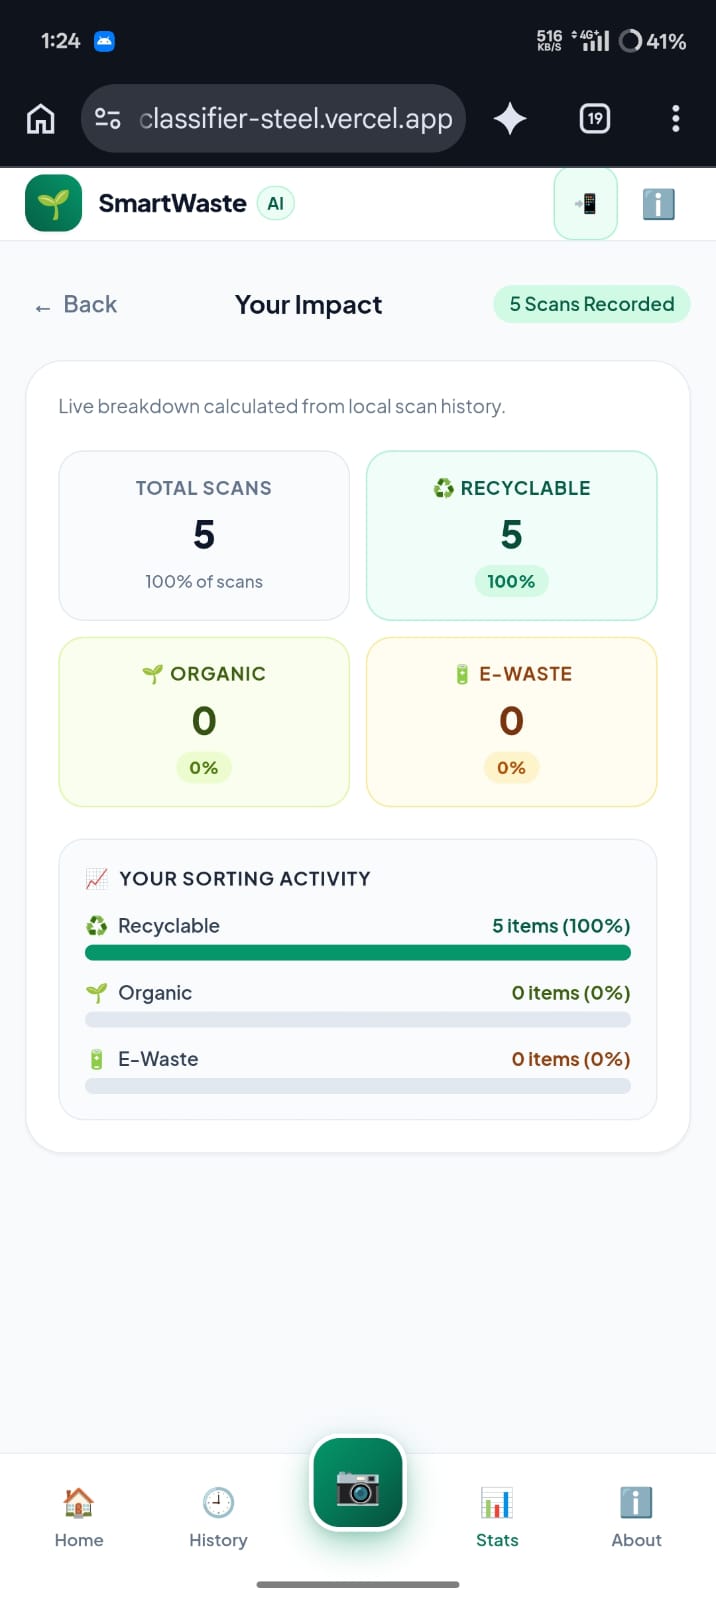 1:24
516 KB/S 4G+ 41%
classifier-steel.vercel.app
19
SmartWaste AI
← Back
Your Impact
5 Scans Recorded
Live breakdown calculated from local scan history.
TOTAL SCANS
5
100% of scans
RECYCLABLE
5
100%
ORGANIC
0
0%
E-WASTE
0
0%
YOUR SORTING ACTIVITY
Recyclable 5 items (100%)
Organic 0 items (0%)
E-Waste 0 items (0%)
Home History Stats About